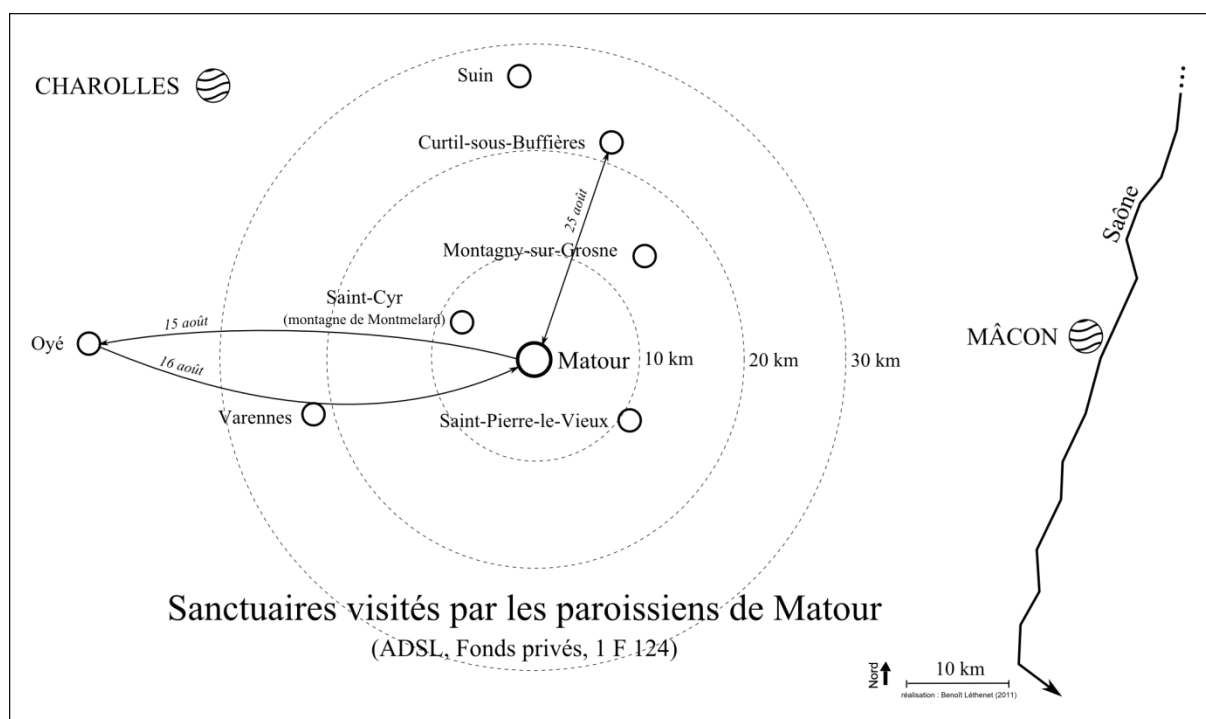 Suin
CHAROLLES
Curtil-sous-Buffières
25 août
Saône
Montagny-sur-Grosne
Saint-Cyr
(montagne de Montmelard)
15 août
Oyé
MÂCON
Matour
10 km
20 km
30 km
16 août
Varennes
Saint-Pierre-le-Vieux
Sanctuaires visités par les paroissiens de Matour
(ADSL, Fonds privés, 1 F 124)
Nord
10 km
réalisation : Benoît Léthenet (2011)